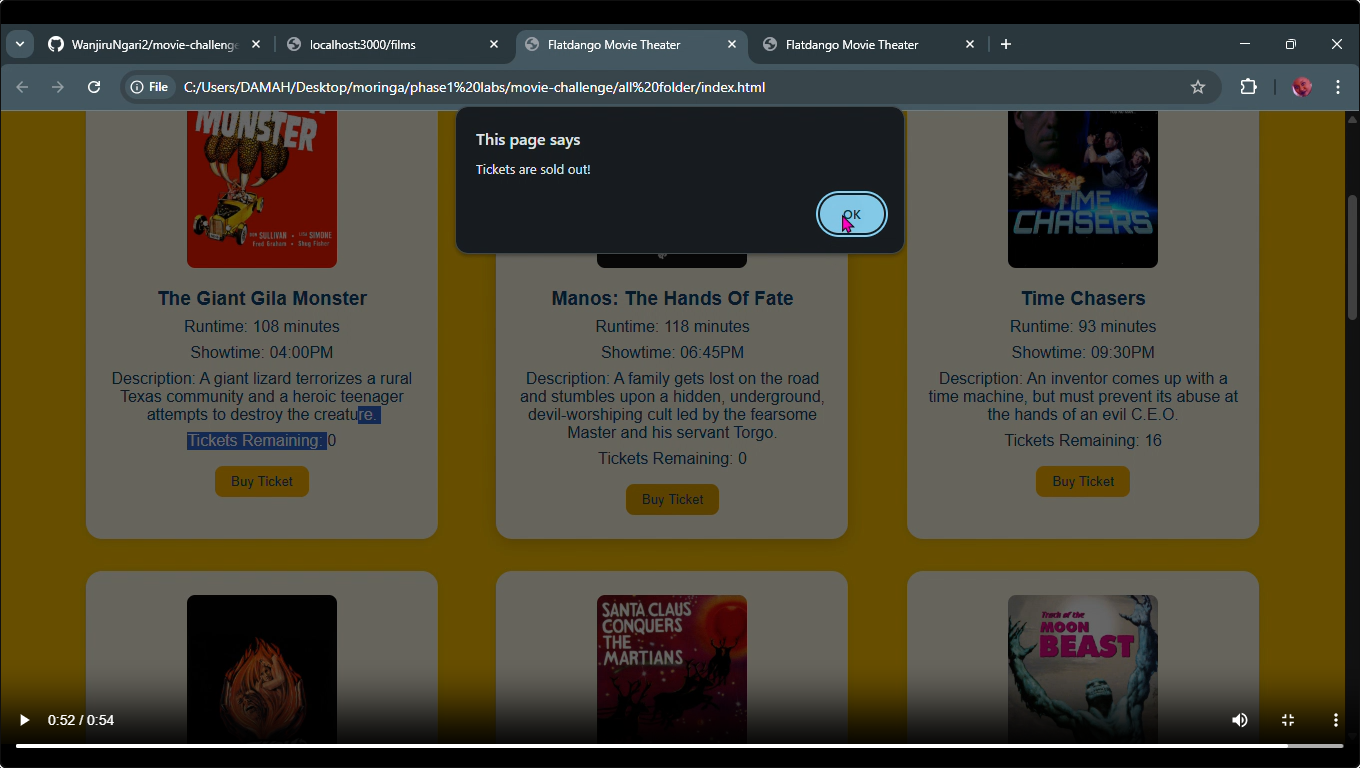 WanjiruNgari2/movie-challenge
localhost:3000/films
Flatdango Movie Theater
Flatdango Movie Theater
File
C:/Users/DAMAH/Desktop/moringa/phase1%20labs/movie-challenge/all%20folder/index.html
This page says
Tickets are sold out!
OK
MONSTER
DON SULLIVAN • LISA SIMONE
Fred Graham • Shug Fisher
TIME
CHASERS
The Giant Gila Monster
Runtime: 108 minutes
Showtime: 04:00PM
Description: A giant lizard terrorizes a rural
Texas community and a heroic teenager
attempts to destroy the creature.
Tickets Remaining: 0
Buy Ticket
Manos: The Hands Of Fate
Runtime: 118 minutes
Showtime: 06:45PM
Description: A family gets lost on the road
and stumbles upon a hidden, underground,
devil-worshiping cult led by the fearsome
Master and his servant Torgo.
Tickets Remaining: 0
Buy Ticket
Time Chasers
Runtime: 93 minutes
Showtime: 09:30PM
Description: An inventor comes up with a
time machine, but must prevent its abuse at
the hands of an evil C.E.O.
Tickets Remaining: 16
Buy Ticket
SANTA CLAUS
CONQUERS
THE
MARTIANS
Track of the
MOON
BEAST
0:52 / 0:54